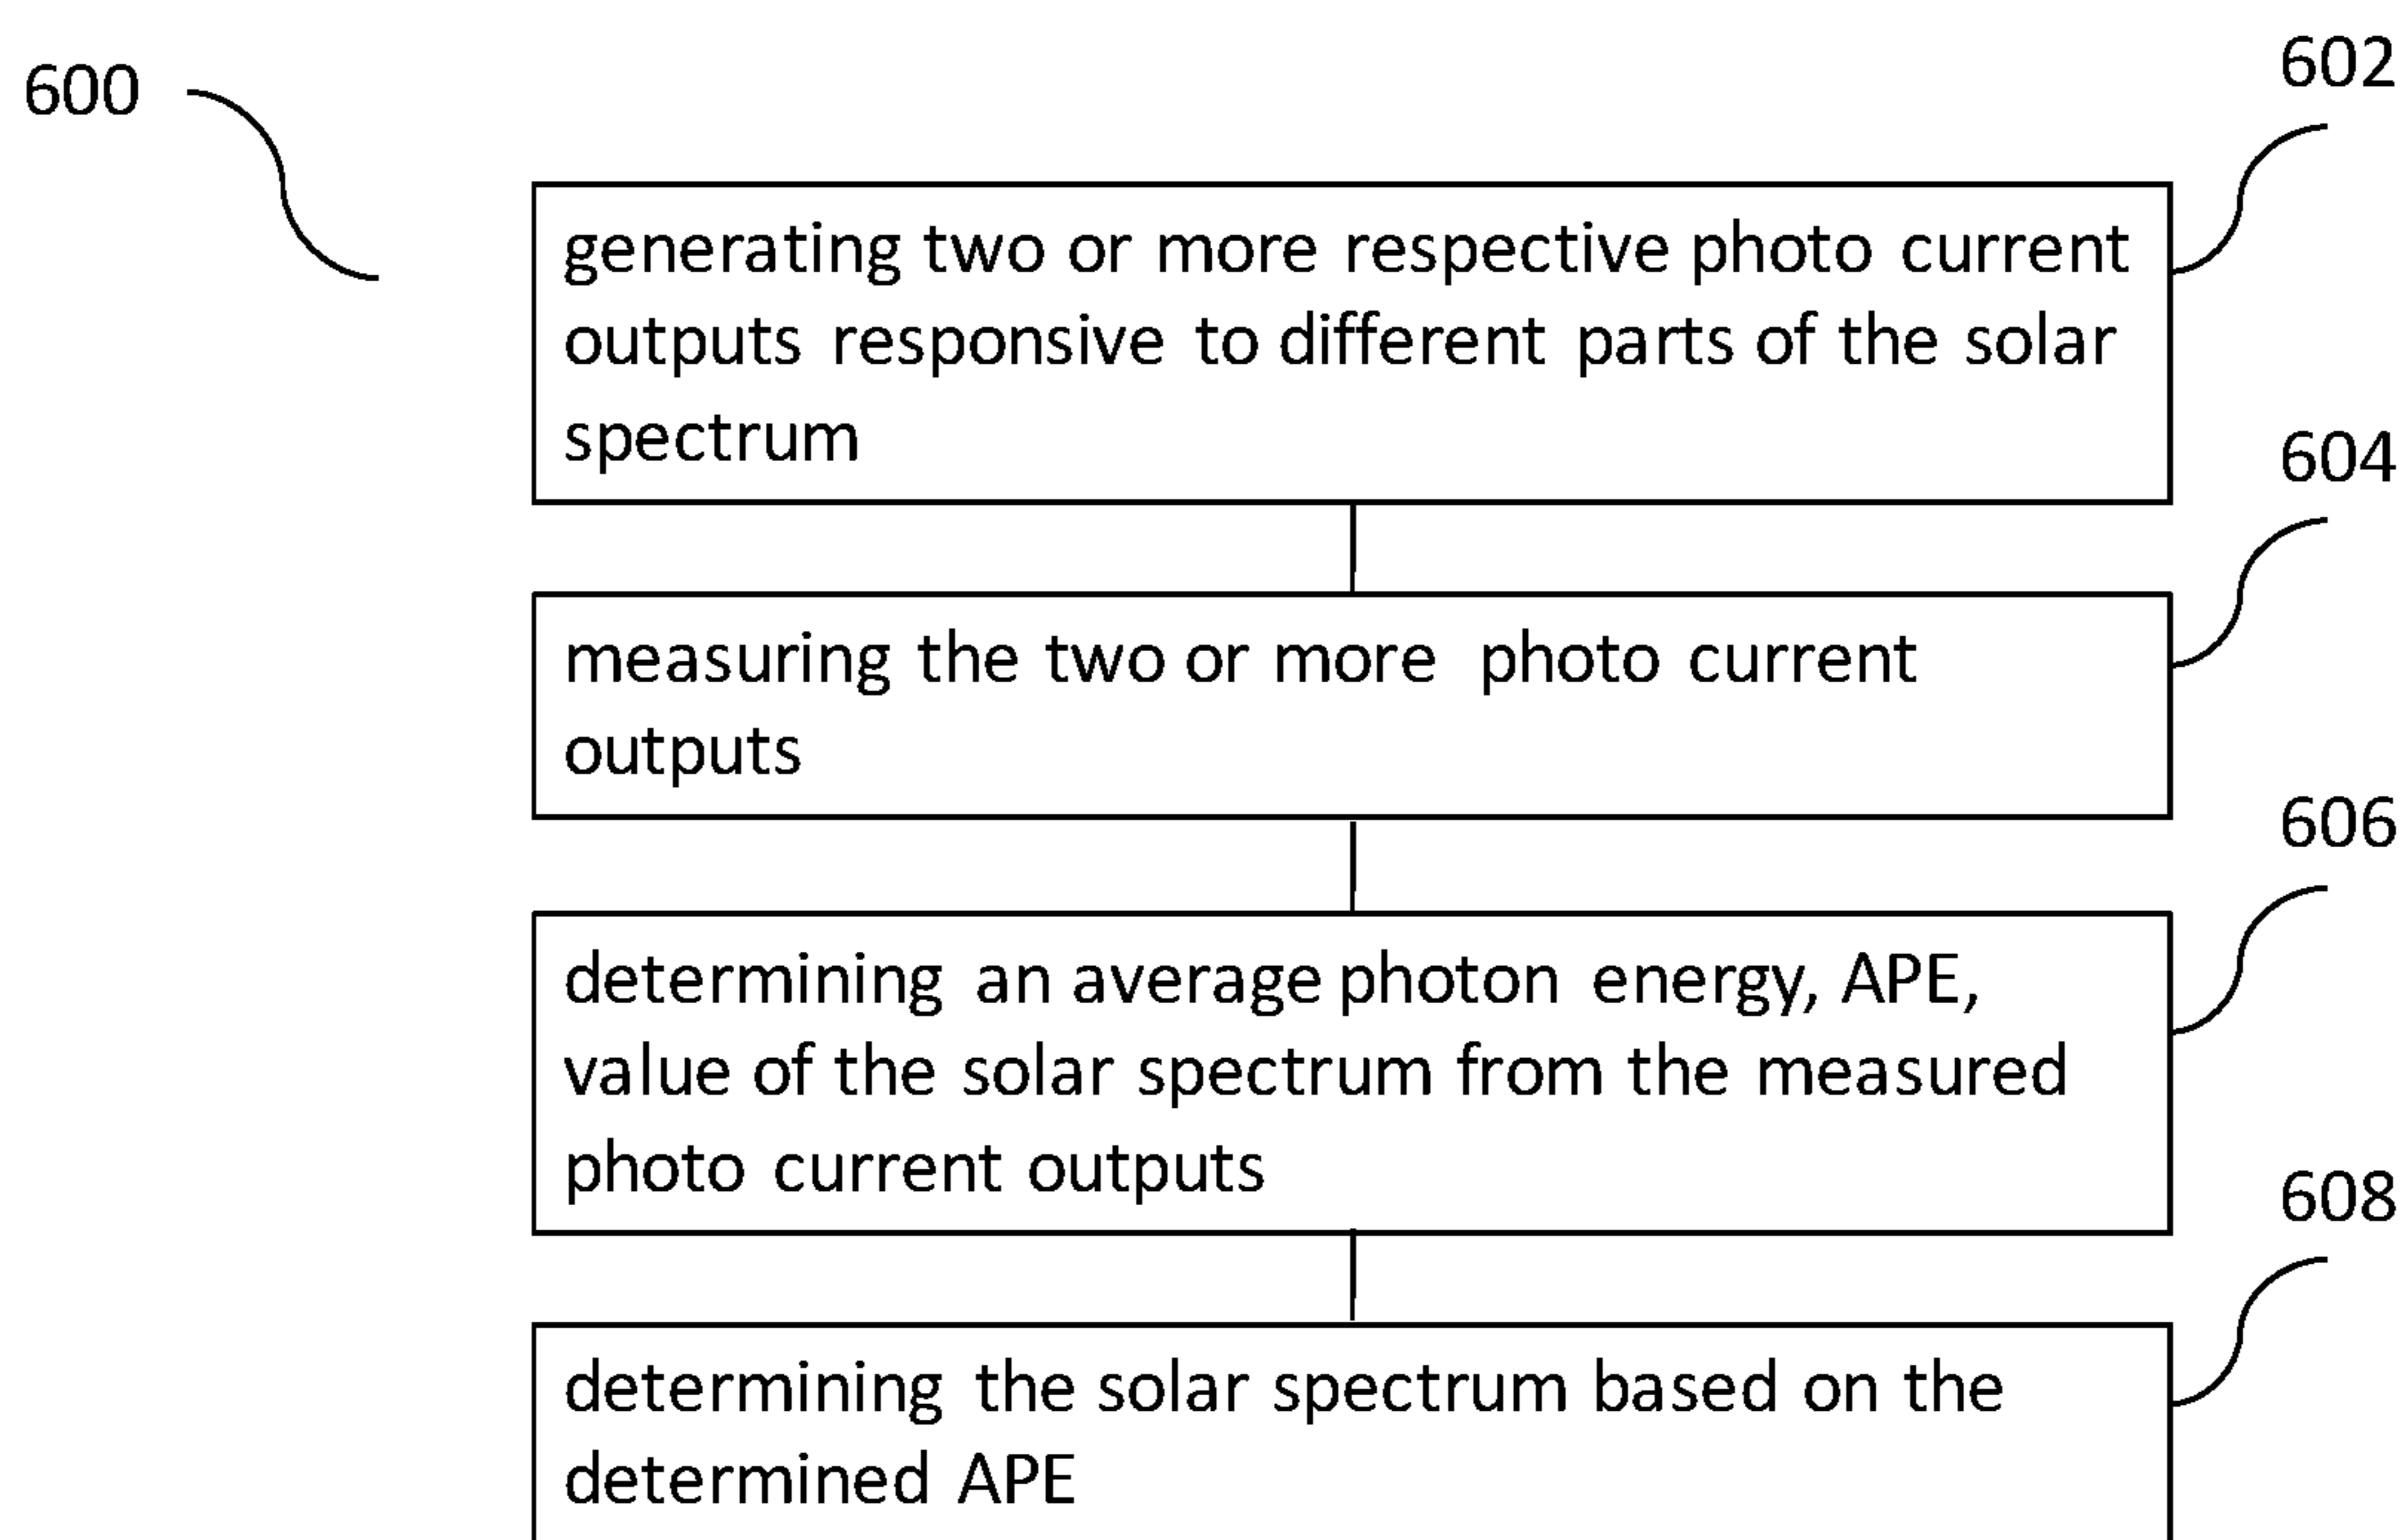 600
602
generating two or more respective photo current
outputs responsive to different parts of the solar
spectrum
604
measuring the two or more photo current
outputs
606
determining an average photon energy, APE,
value of the solar spectrum from the measured
photo current outputs
608
determining the solar spectrum based on the
determined APE